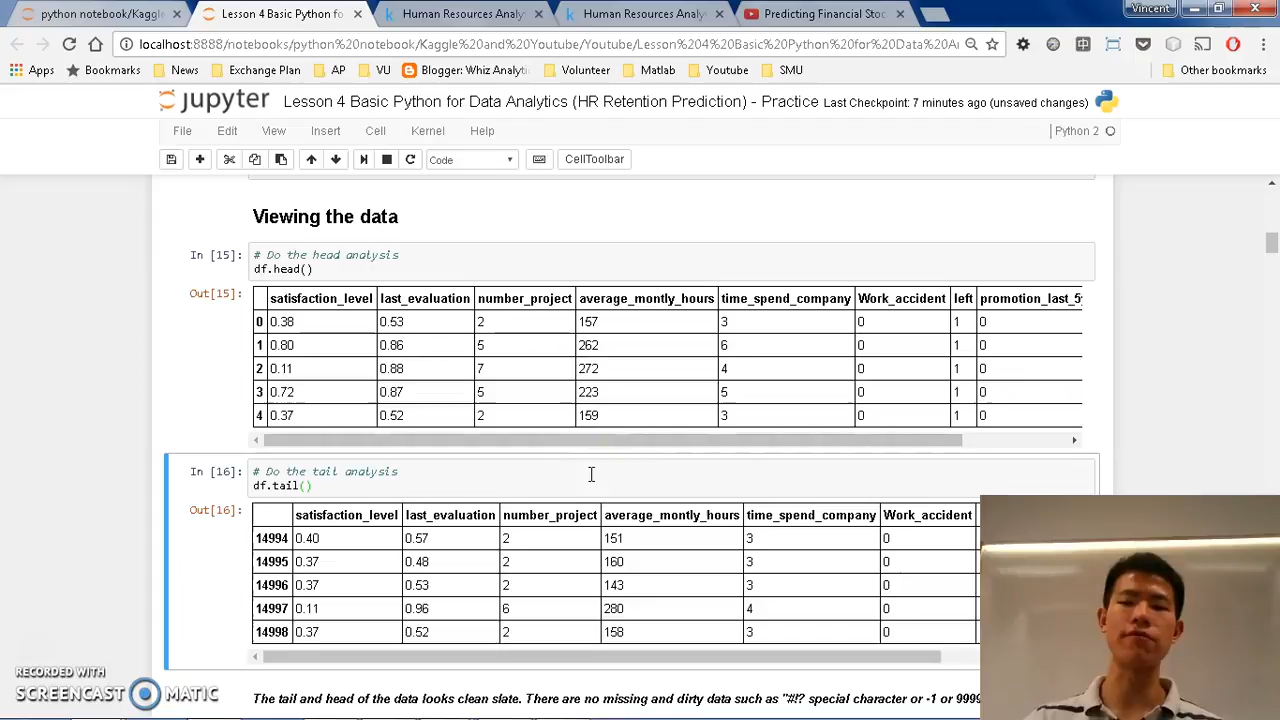 python notebook/Kaggl
Lesson 4 Basic Python fo
Human Resources Analy
Human Resources Analy
Predicting Financial Stoc
Vincent
localhost:8888/notebooks/python%20notebook/Kaggl and Youtube/Youtube/Lesson%204%20Basic%20Python%20for%20Data%20A
Apps
Bookmarks
News
Exchange Plan
AP
VU
Blogger: Whiz Analytic
Volunteer
Matlab
Youtube
SMU
Other bookmarks
jupyter
Lesson 4 Basic Python for Data Analytics (HR Retention Prediction) - Practice
checkpoint: 7 minutes ago (unsaved changes)
File Edit View Insert Cell Kernel Help
Python 2
Code
CellToolbar
Viewing the data
In [15]:
# Do the head analysis
df.head()
Out[15]:
satisfaction_level last_evaluation number_project average_montly_hours time_spend_company Work_accident left promotion_last_5y
0 0.38 0.53 2 157 3 0 1 0
1 0.80 0.86 5 262 6 0 1 0
2 0.11 0.88 7 272 4 0 1 0
3 0.72 0.87 5 223 5 0 1 0
4 0.37 0.52 2 159 3 0 1 0
In [16]:
# Do the tail analysis
df.tail()
Out[16]:
satisfaction_level last_evaluation number_project average_montly_hours time_spend_company Work_accident
14994 0.40 0.57 2 151 3 0
14995 0.37 0.48 2 160 3 0
14996 0.37 0.53 2 143 3 0
14997 0.11 0.96 6 280 4 0
14998 0.37 0.52 2 158 3 0
The tail and head of the data looks clean slate. There are no missing and dirty data such as "#!? special character or -1 or 9999
RECORDED WITH
SCREENCAST MATIC